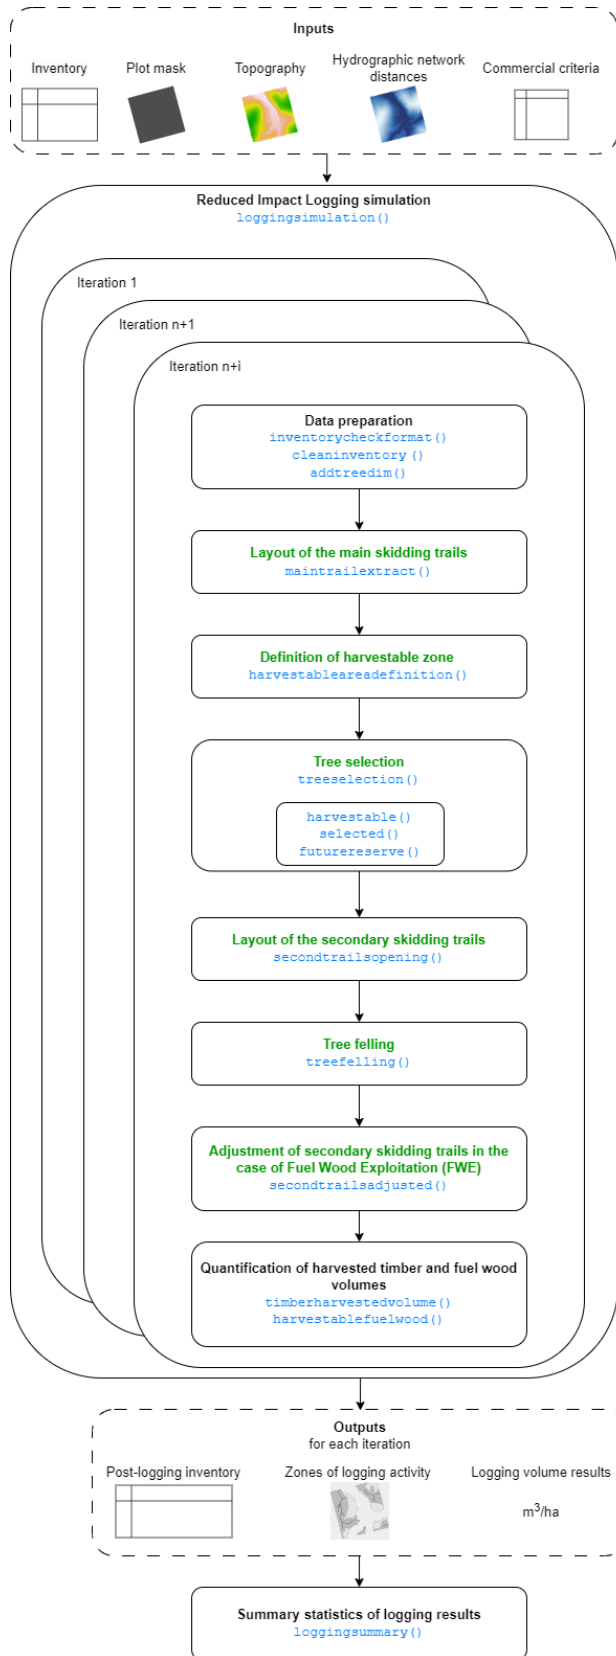 Inputs
Inventory
Plot mask
Topography
Hydrographic network
distances
Commercial criteria
Reduced Impact Logging simulation
loggingsimulation()
Iteration 1
Iteration n+1
Iteration n+i
Data preparation
inventorycheckformat()
cleaninventory ()
addtreedim()
Layout of the main skidding trails
maintrailextract()
Definition of harvestable zone
harvestableareadefinition()
Tree selection
treeselection()
harvestable()
selected()
futurereserve()
Layout of the secondary skidding trails
secondtrailsopening()
Tree felling
treefelling()
Adjustment of secondary skidding trails in the
case of Fuel Wood Exploitation (FWE)
secondtrailsadjusted()
Quantification of harvested timber and fuel wood
volumes
timberharvestedvolume()
harvestablefuelwood()
Outputs
for each iteration
Post-logging inventory
Zones of logging activity
Logging volume results
m³/ha
Summary statistics of logging results
loggingsummary()